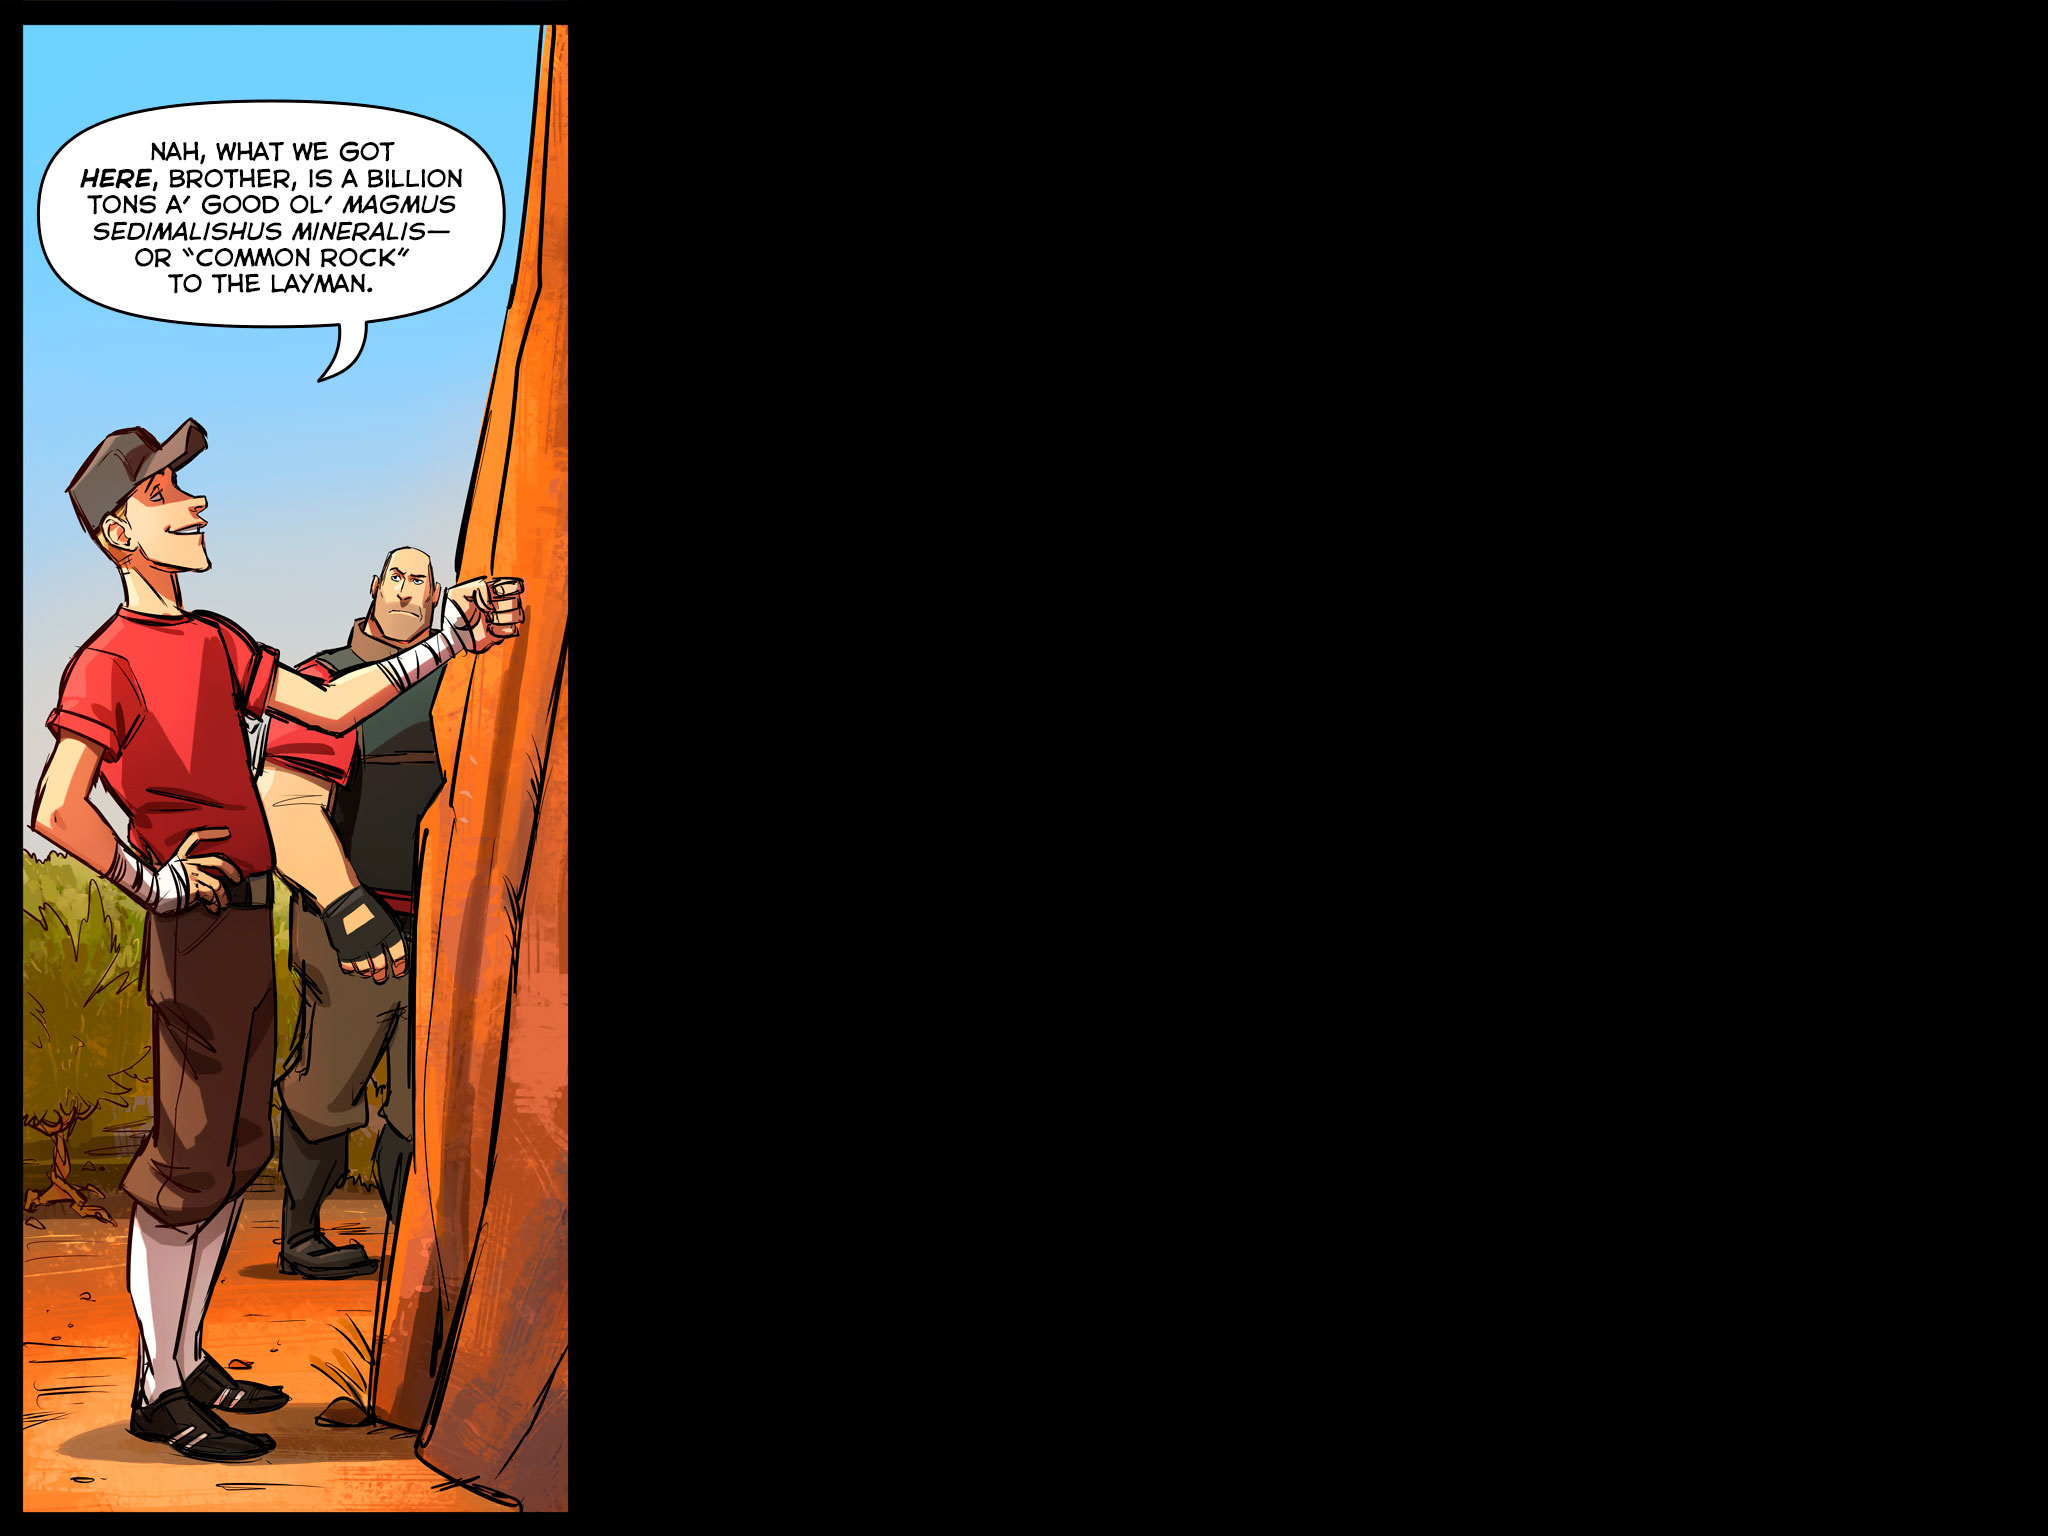 NAH, WHAT WE GOT
HERE, BROTHER, IS A BILLION
TONS A' GOOD OL' MAGMUS
SEDIMALISHUS MINERALIS—
OR "COMMON ROCK"
TO THE LAYMAN.